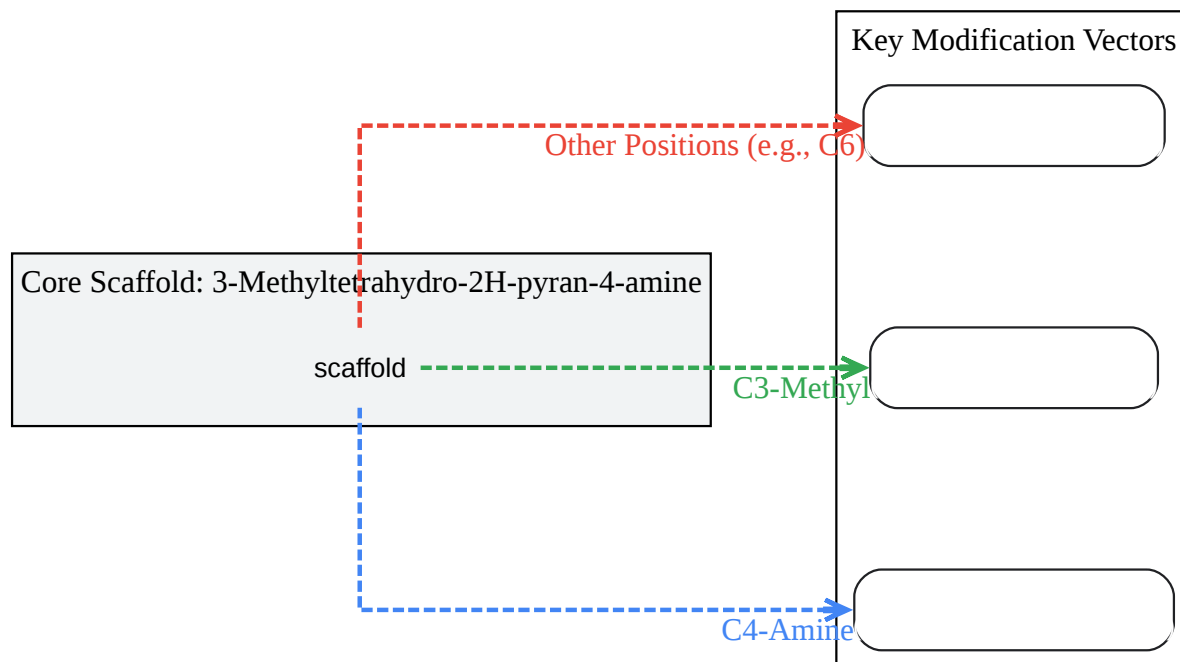 Key Modification Vectors
Other Positions (e.g., C6)
Core Scaffold: 3-Methyltetrahydro-2H-pyran-4-amine
scaffold
C3-Methyl
C4-Amine